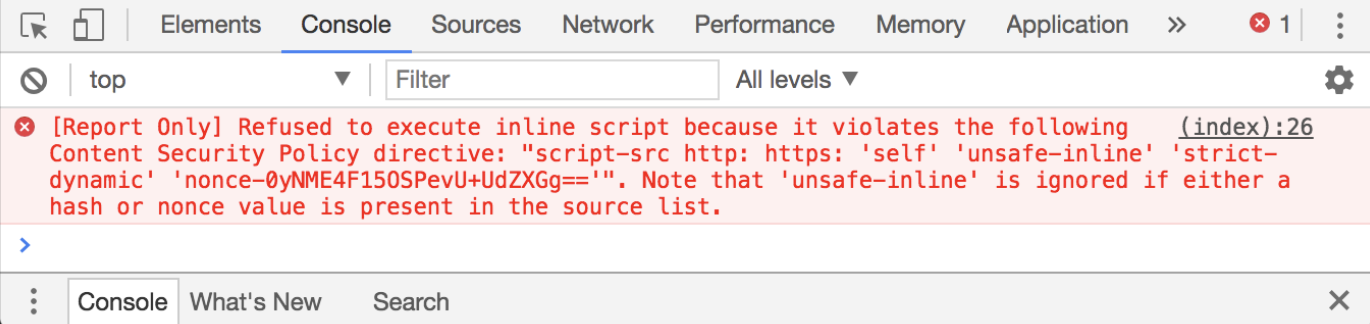 Elements Console Sources Network Performance Memory Application » 1
top ▼ Filter All levels ▼
[Report Only] Refused to execute inline script because it violates the following (index):26
Content Security Policy directive: "script-src http: https: 'self' 'unsafe-inline' 'strict-
dynamic' 'nonce-0yNME4F15OSPevU+UdZXGg=='". Note that 'unsafe-inline' is ignored if either a
hash or nonce value is present in the source list.
>
Console What's New Search